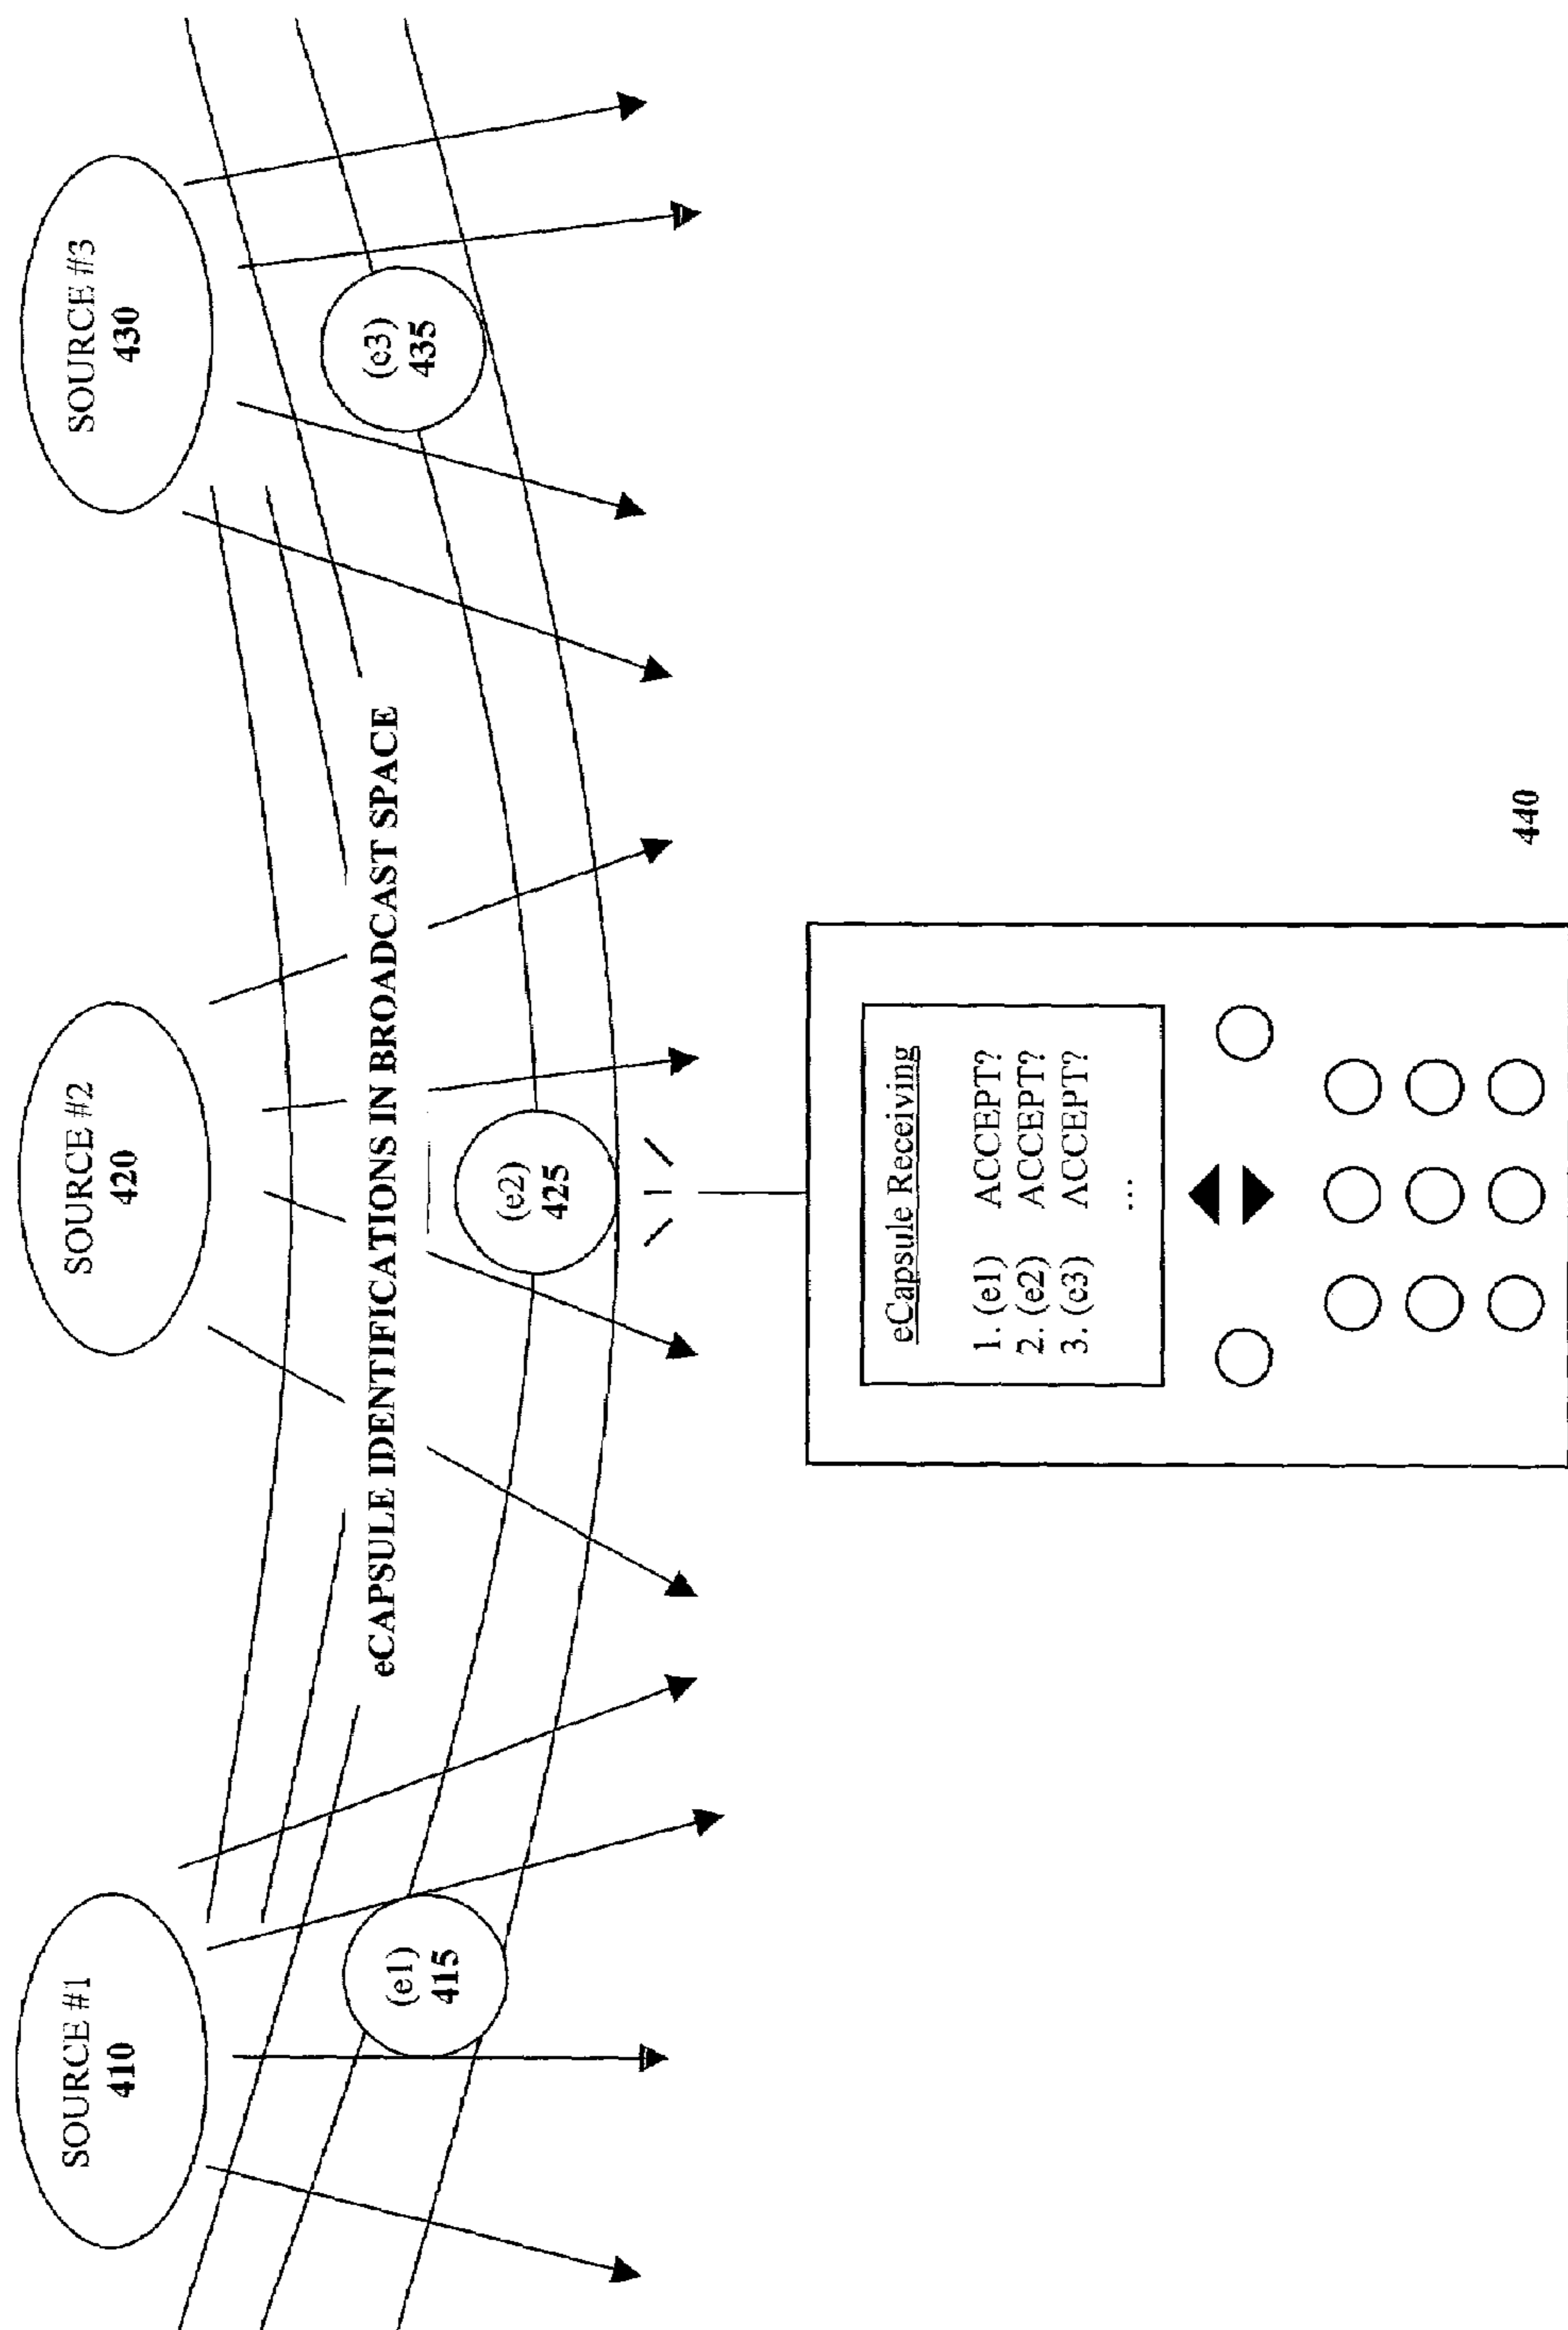 SOURCE #1
410
SOURCE #2
420
SOURCE #3
430
eCAPSULE IDENTIFICATIONS IN BROADCAST SPACE
(e1)
415
(e2)
425
(e3)
435
eCapsule Receiving
1. (e1) ACCEPT?
2. (e2) ACCEPT?
3. (e3) ACCEPT?
...
440